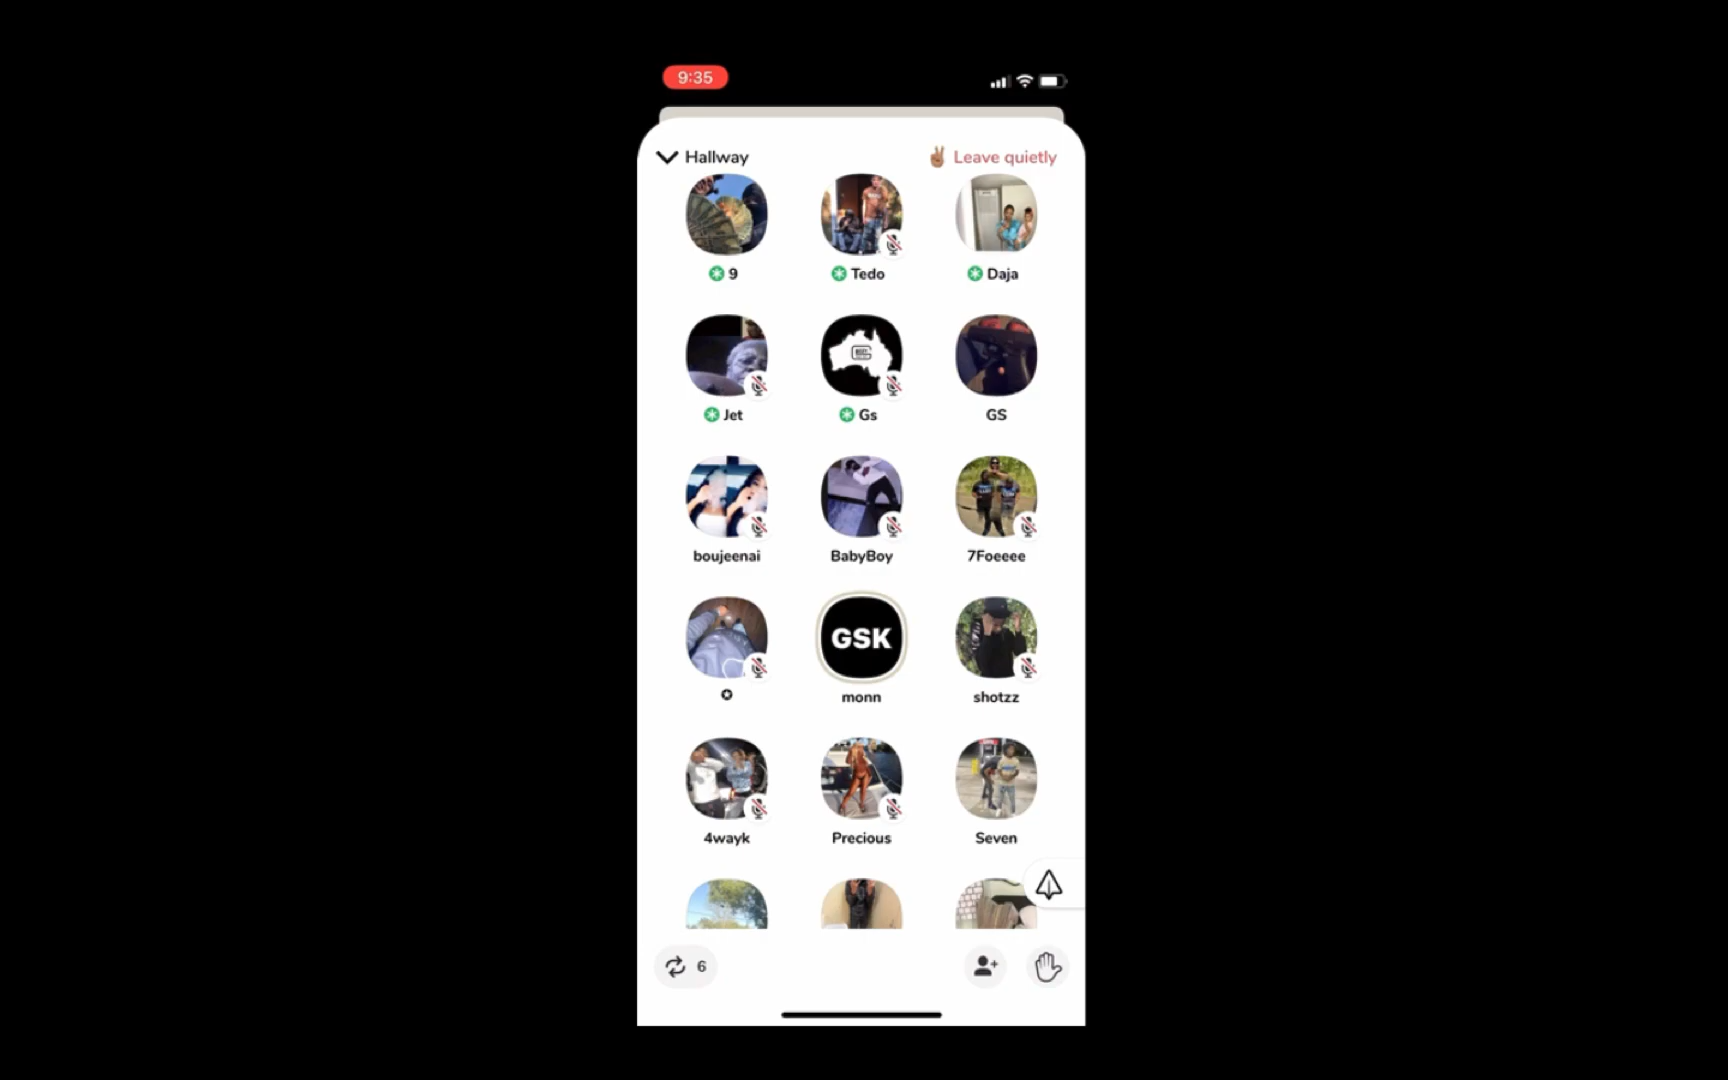 9:35
Hallway
Leave quietly
9
Tedo
Daja
Jet
Gs
GS
boujeenai
BabyBoy
7Foeeee
GSK
monn
shotzz
4wayk
Precious
Seven
6